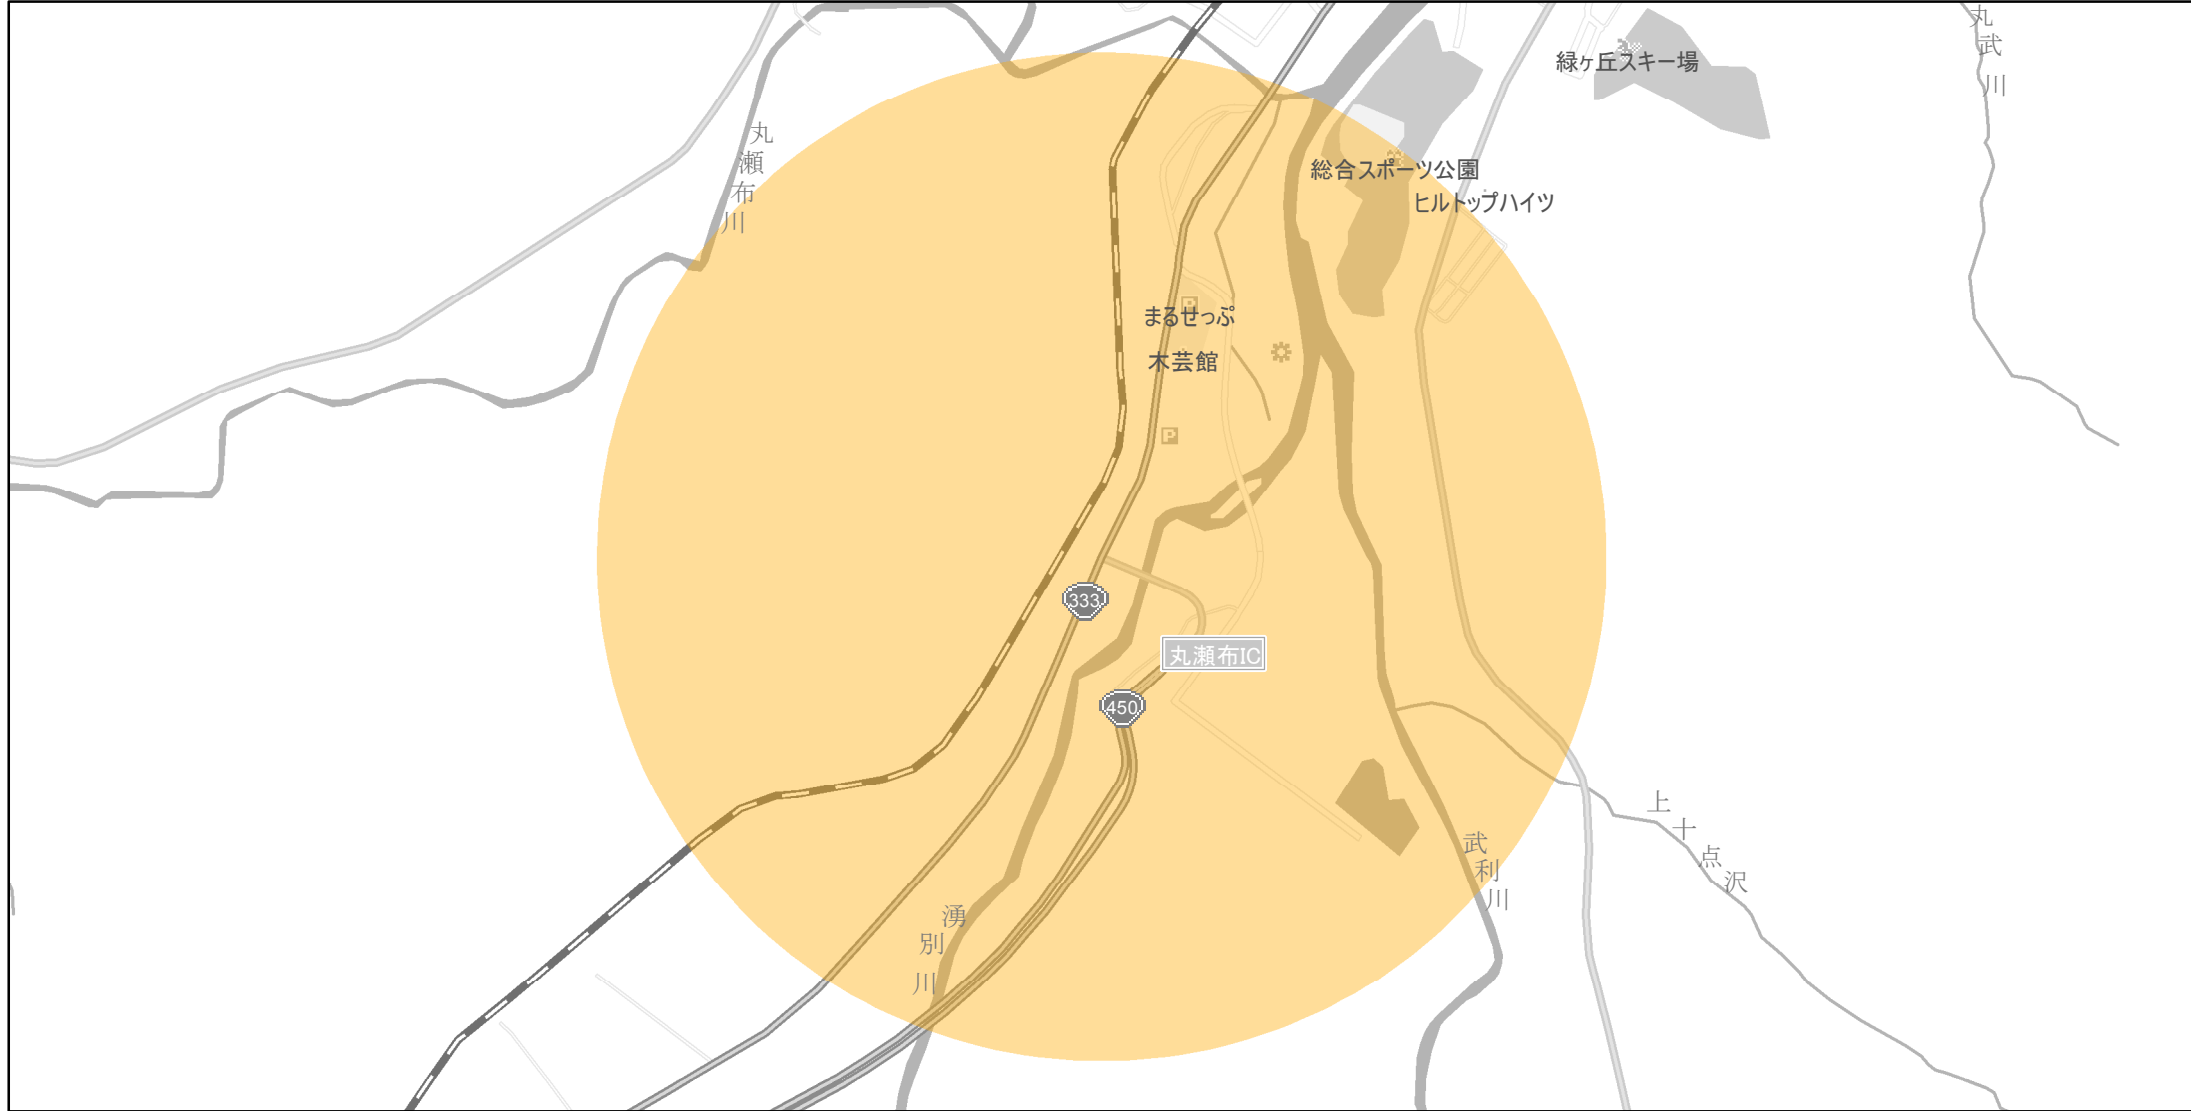 丸武川
緑ヶ丘スキー場
丸瀬布川
総合スポーツ公園
ヒルトップハイツ
まるせっぷ
木芸館
P
333
丸瀬布IC
450
上十点沢
武利川
湧別川